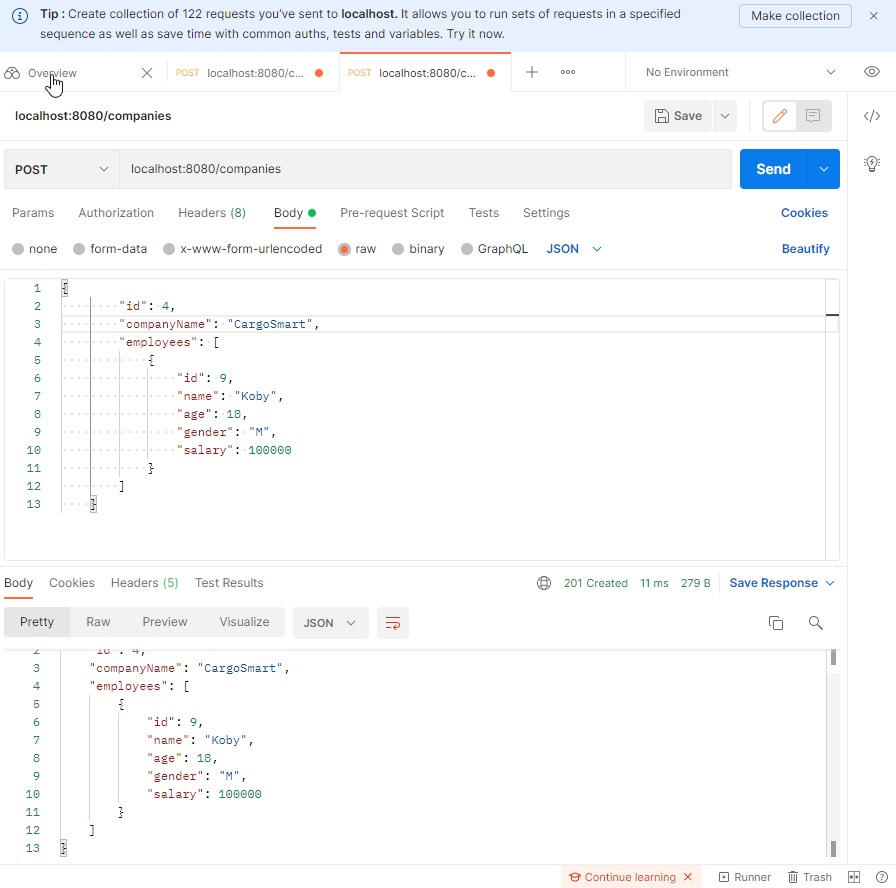 Tip : Create collection of 122 requests you've sent to localhost. It allows you to run sets of requests in a specified
sequence as well as save time with common auths, tests and variables. Try it now.
Make collection
Overview
POST localhost:8080/c...
POST localhost:8080/c...
No Environment
localhost:8080/companies
Save
POST
localhost:8080/companies
Send
Params Authorization Headers (8) Body Pre-request Script Tests Settings Cookies
none form-data x-www-form-urlencoded raw binary GraphQL JSON Beautify
1 {
2 "id": 4,
3 "companyName": "CargoSmart",
4 "employees": [
5 {
6 "id": 9,
7 "name": "Koby",
8 "age": 18,
9 "gender": "M",
10 "salary": 100000
11 }
12 ]
13 }
Body Cookies Headers (5) Test Results 201 Created 11 ms 279 B Save Response
Pretty Raw Preview Visualize JSON
2 "id": 4,
3 "companyName": "CargoSmart",
4 "employees": [
5 {
6 "id": 9,
7 "name": "Koby",
8 "age": 18,
9 "gender": "M",
10 "salary": 100000
11 }
12 ]
13 }
Continue learning Runner Trash